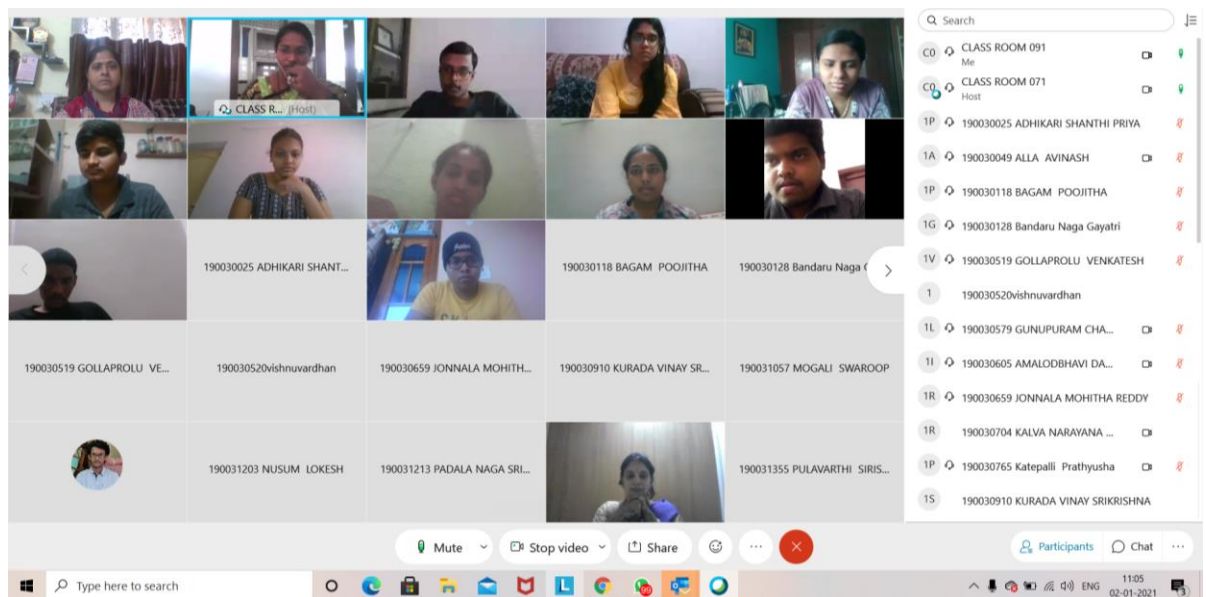 CLASS R... (Host)
190030025 ADHIKARI SHANT...
190030118 BAGAM POOJITHA
190030128 Bandaru Naga
190030519 GOLLAPROLU VE...
190030520vishnuvardhan
190030659 JONNALA MOHITH...
190030910 KURADA VINAY SR...
190031057 MOGALI SWAROOP
190031203 NUSUM LOKESH
190031213 PADALA NAGA SRI...
190031355 PULAVARTHI SIRIS...
Search
C0 CLASS ROOM 091
Me
C0 CLASS ROOM 071
Host
1P 190030025 ADHIKARI SHANTHI PRIYA
1A 190030049 ALLA AVINASH
1P 190030118 BAGAM POOJITHA
1G 190030128 Bandaru Naga Gayatri
1V 190030519 GOLLAPROLU VENKATESH
1 190030520vishnuvardhan
1L 190030579 GUNUPURAM CHA...
1I 190030605 AMALODBHAVI DA...
1R 190030659 JONNALA MOHITHA REDDY
1R 190030704 KALVA NARAYANA ...
1P 190030765 Katepalli Prathyusha
1S 190030910 KURADA VINAY SRIKRISHNA
Mute
Stop video
Share
Participants
Chat
Type here to search
L
99
ENG
11:05
02-01-2021
3